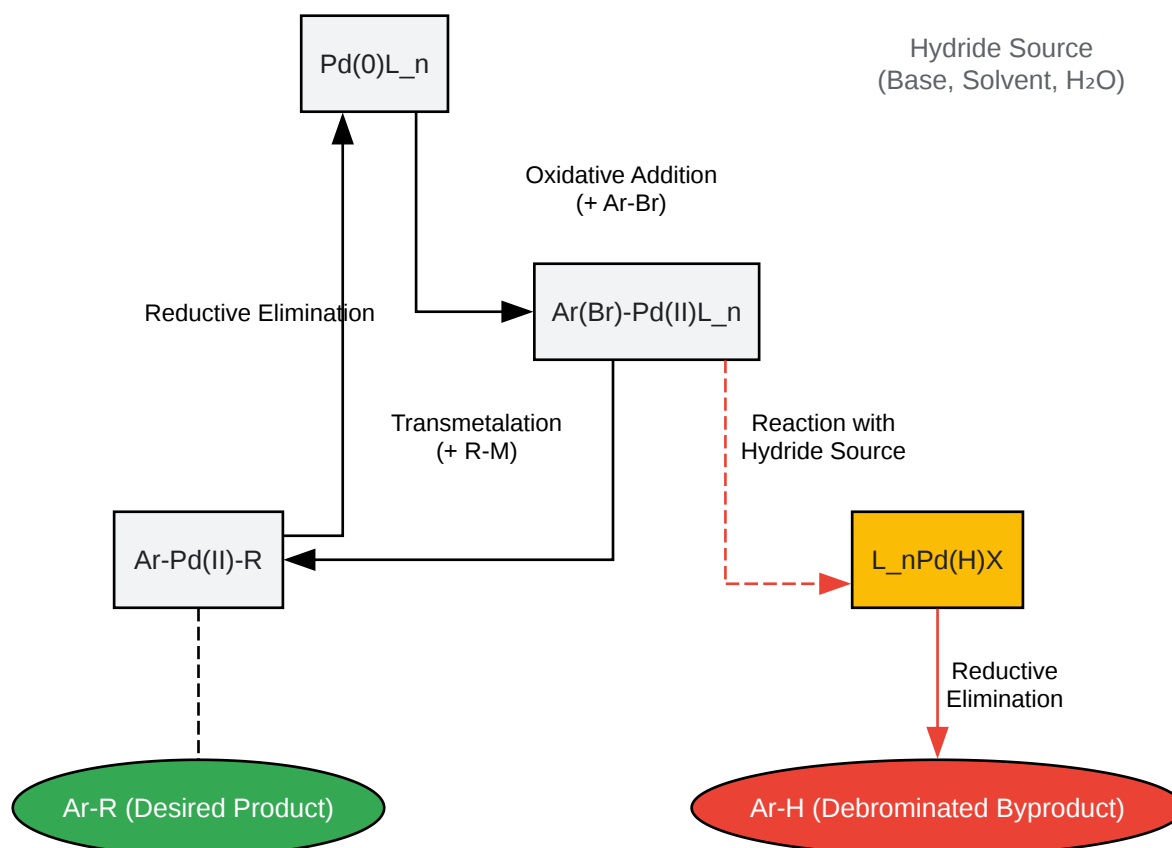 Pd(0)L_n
Hydride Source
(Base, Solvent, H₂O)
Oxidative Addition
(+ Ar-Br)
Reductive Elimination
Ar(Br)-Pd(II)L_n
Transmetalation
(+ R-M)
Reaction with
Hydride Source
Ar-Pd(II)-R
L_nPd(H)X
Reductive
Elimination
Ar-R (Desired Product)
Ar-H (Debrominated Byproduct)